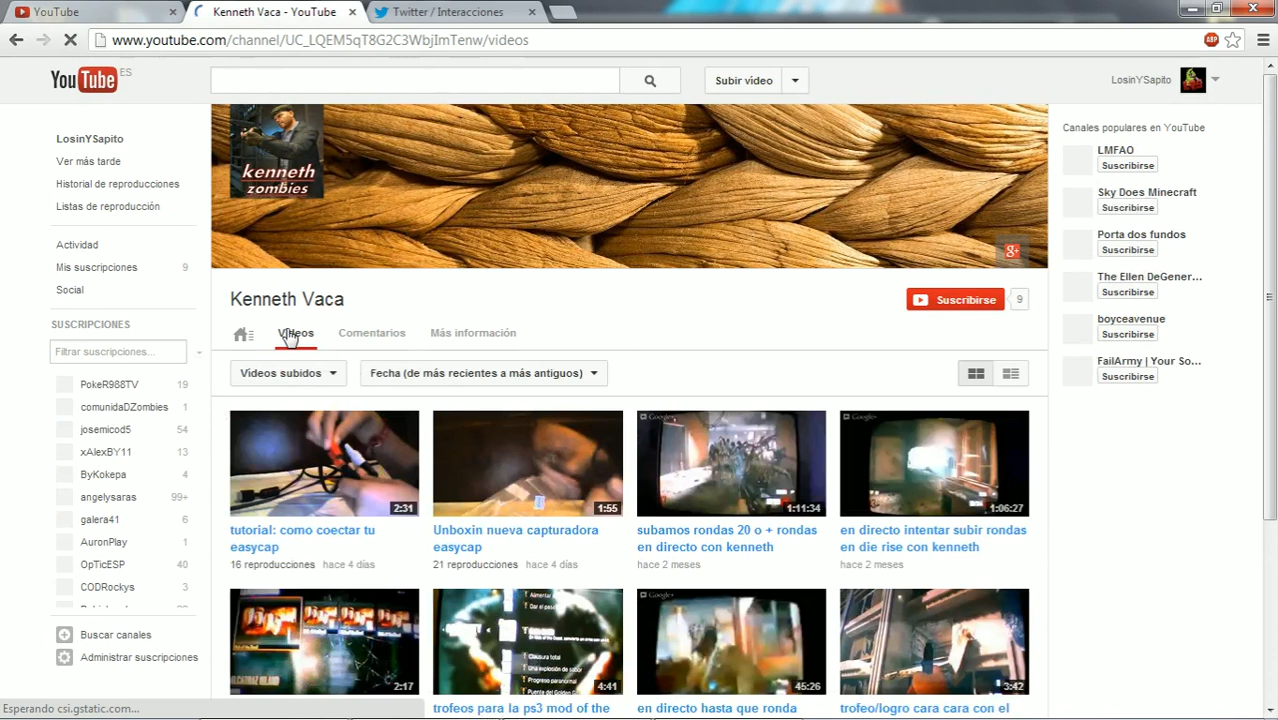 YouTube
Kenneth Vaca - YouTube
Twitter / Interacciones
www.youtube.com/channel/UC_LQEM5qT8G2C3WbjImTenw/videos
ABP
YouTube ES
Subir vídeo
LosinYSapito
LosinYSapito
Ver más tarde
Historial de reproducciones
Listas de reproducción
Actividad
Mis suscripciones 9
Social
SUSCRIPCIONES
Filtrar suscripciones...
PokeR988TV 19
comunidaDZombies 1
josemicod5 54
xAlexBY11 13
ByKokepa 4
angelysaras 99+
galera41 6
AuronPlay 1
OpTicESP 40
CODRockys 8
Buscar canales
Administrar suscripciones
kenneth
zombies
g+
Kenneth Vaca
Suscribirse 9
Vídeos Comentarios Más información
Vídeos subidos
Fecha (de más recientes a más antiguos)
2:31
tutorial: como coectar tu
easycap
16 reproducciones hace 4 días
1:55
Unboxin nueva capturadora
easycap
21 reproducciones hace 4 días
Google+
1:11:34
subamos rondas 20 o + rondas
en directo con kenneth
hace 2 meses
Google+
1:06:27
en directo intentar subir rondas
en die rise con kenneth
hace 2 meses
2:17
4:41
trofeos para la ps3 mod of the
Google+
45:26
en directo hasta que ronda
3:42
trofeo/logro cara cara con el
Canales populares en YouTube
LMFAO
Suscribirse
Sky Does Minecraft
Suscribirse
Porta dos fundos
Suscribirse
The Ellen DeGener...
Suscribirse
boyceavenue
Suscribirse
FailArmy | Your So...
Suscribirse
Esperando csi.gstatic.com...